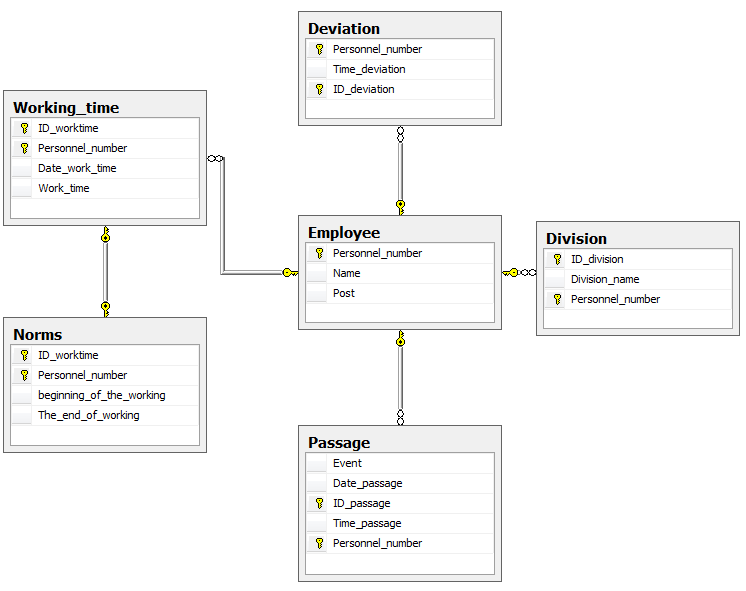 Deviation
Personnel_number
Time_deviation
ID_deviation
Working_time
ID_worktime
Personnel_number
Date_work_time
Work_time
Employee
Personnel_number
Name
Post
Division
ID_division
Division_name
Personnel_number
Norms
ID_worktime
Personnel_number
beginning_of_the_working
The_end_of_working
Passage
Event
Date_passage
ID_passage
Time_passage
Personnel_number